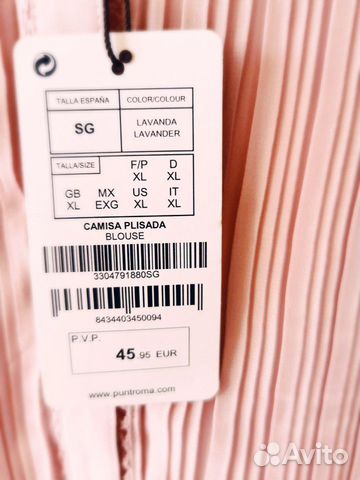 TALLA ESPAÑA
COLOR/COLOUR
SG
LAVANDA
LAVANDER
TALLA/SIZE
F/P
D
XL
XL
GB
MX
US
IT
XL
EXG
XL
XL
CAMISA PLISADA
BLOUSE
3304791880SG
8434403450094
P.V.P.
45.95 EUR
www.puntroma.com
Avito